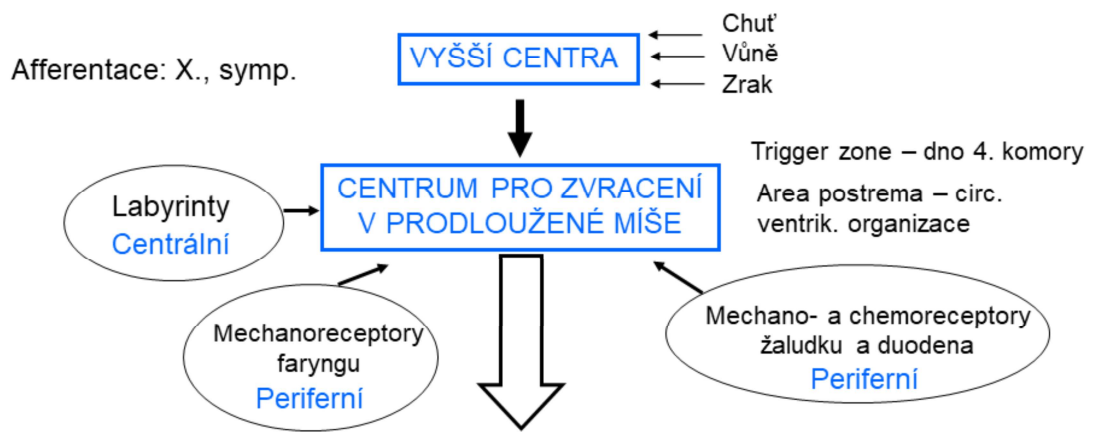 Afferentace: X., symp.
VYŠŠÍ CENTRA
Chuť
Vůně
Zrak
Trigger zone – dno 4. komory
Area postrema – circ.
ventrik. organizace
CENTRUM PRO ZVRACENÍ
V PRODLOUŽENÉ MÍŠE
Labyrinty
Centrální
Mechanoreceptory
faryngu
Periferní
Mechano- a chemoreceptory
žaludku a duodena
Periferní